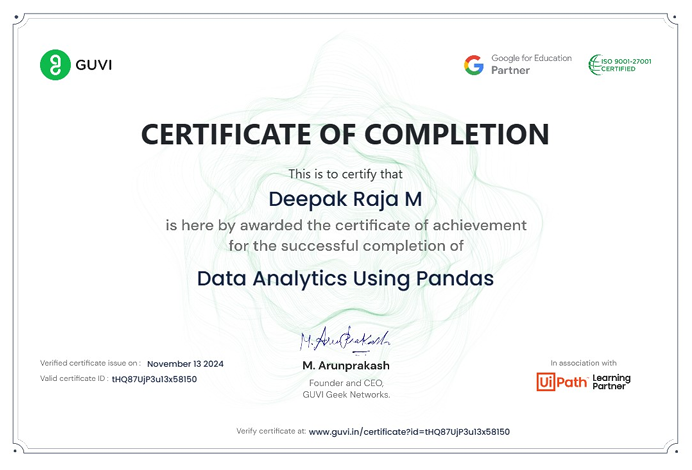 GUVI
Google for Education
Partner
ISO 9001-27001
CERTIFIED
CERTIFICATE OF COMPLETION
This is to certify that
Deepak Raja M
is here by awarded the certificate of achievement
for the successful completion of
Data Analytics Using Pandas
M. Arunprakash
M. Arunprakash
Founder and CEO,
GUVI Geek Networks.
Verified certificate issue on : November 13 2024
Valid certificate ID : tHQ87UjP3u13x58150
In association with
UiPath Learning
Partner
Verify certificate at: www.guvi.in/certificate?id=tHQ87UjP3u13x58150